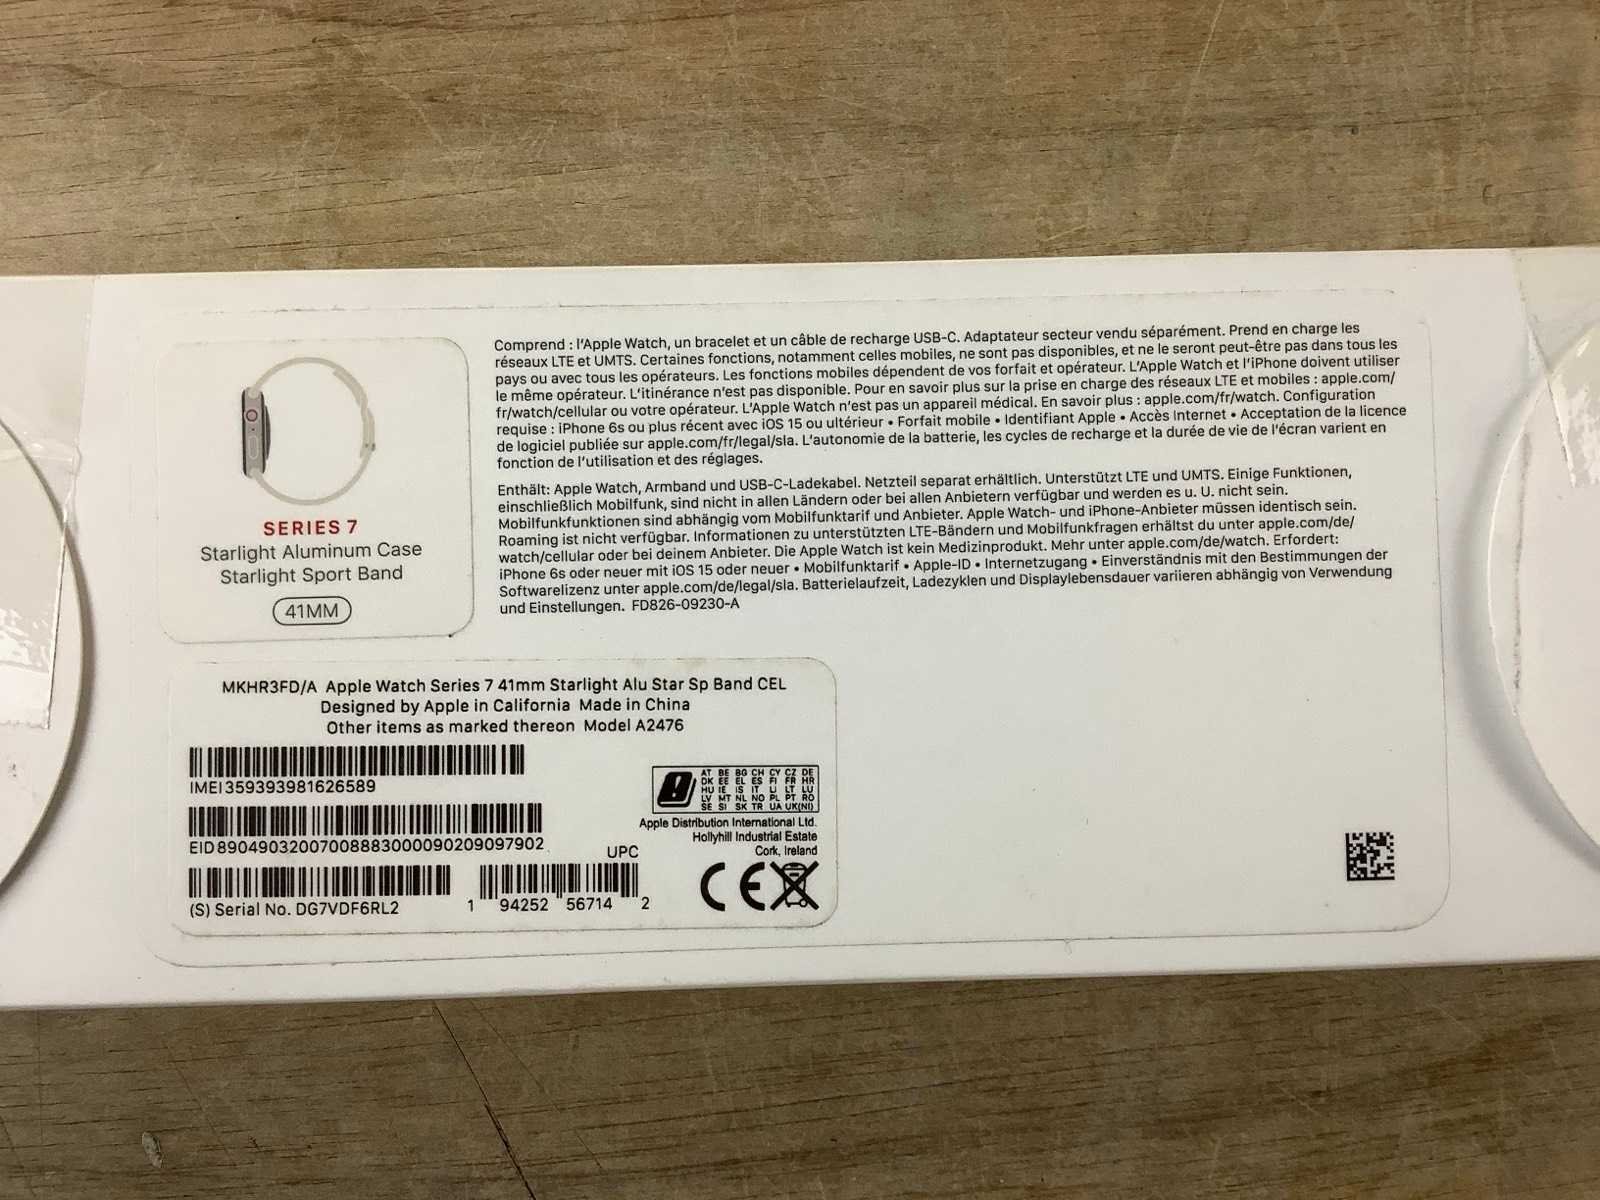 Comprend : l'Apple Watch, un bracelet et un câble de recharge USB-C. Adaptateur secteur vendu séparément. Prend en charge les
réseaux LTE et UMTS. Certaines fonctions, notamment celles mobiles, ne sont pas disponibles, et ne le seront peut-être pas dans tous les
pays ou avec tous les opérateurs. Les fonctions mobiles dépendent de vos forfait et opérateur. L'Apple Watch et l'iPhone doivent utiliser
le même opérateur. L'itinérance n'est pas disponible. Pour en savoir plus sur la prise en charge des réseaux LTE et mobiles : apple.com/
fr/watch/cellular ou votre opérateur. L'Apple Watch n'est pas un appareil médical. En savoir plus : apple.com/fr/watch. Configuration
requise : iPhone 6s ou plus récent avec iOS 15 ou ultérieur • Forfait mobile • Identifiant Apple • Accès Internet • Acceptation de la licence
de logiciel publiée sur apple.com/fr/legal/sla. L'autonomie de la batterie, les cycles de recharge et la durée de vie de l'écran varient en
fonction de l'utilisation et des réglages.
Enthält: Apple Watch, Armband und USB-C-Ladekabel. Netzteil separat erhältlich. Unterstützt LTE und UMTS. Einige Funktionen,
einschließlich Mobilfunk, sind nicht in allen Ländern oder bei allen Anbietern verfügbar und werden es u. U. nicht sein.
Mobilfunkfunktionen sind abhängig vom Mobilfunktarif und Anbieter. Apple Watch- und iPhone-Anbieter müssen identisch sein.
Roaming ist nicht verfügbar. Informationen zu unterstützten LTE-Bändern und Mobilfunkfragen erhältst du unter apple.com/de/
watch/cellular oder bei deinem Anbieter. Die Apple Watch ist kein Medizinprodukt. Mehr unter apple.com/de/watch. Erfordert:
iPhone 6s oder neuer mit iOS 15 oder neuer • Mobilfunktarif • Apple-ID • Internetzugang • Einverständnis mit den Bestimmungen der
Softwarelizenz unter apple.com/de/legal/sla. Batterielaufzeit, Ladezyklen und Displaylebensdauer variieren abhängig von Verwendung
und Einstellungen. FD826-09230-A
SERIES 7
Starlight Aluminum Case
Starlight Sport Band
41MM
MKHR3FD/A Apple Watch Series 7 41mm Starlight Alu Star Sp Band CEL
Designed by Apple in California Made in China
Other items as marked thereon Model A2476
IMEI 359393981626589
EID 89049032007008883000090209097902
(S) Serial No. DG7VDF6RL2
UPC
1 94252 56714 2
AT BE BG CH CY CZ DE
DK EE EL ES FI FR HR
HU IE IS IT LI LT LU
LV MT NL NO PL PT RO
SE SI SK TR UA UK(NI)
Apple Distribution International Ltd.
Hollyhill Industrial Estate
Cork, Ireland
CE